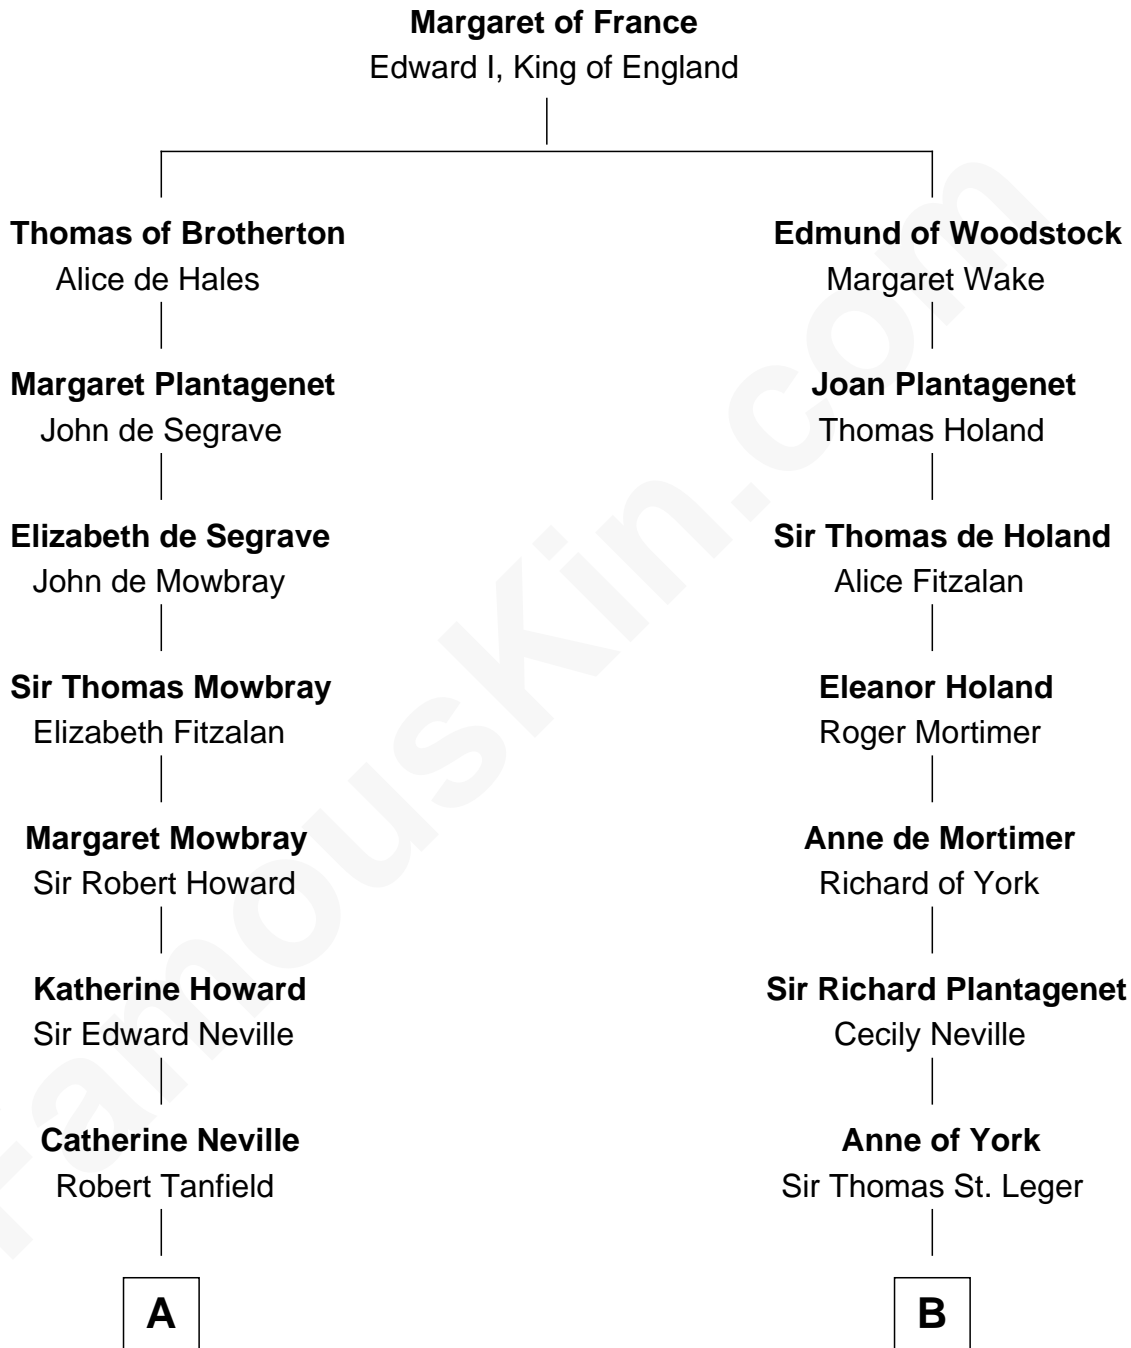 Margaret of France
Edward I, King of England
Thomas of Brotherton
Alice de Hales
Edmund of Woodstock
Margaret Wake
Margaret Plantagenet
John de Segrave
Joan Plantagenet
Thomas Holand
Elizabeth de Segrave
John de Mowbray
Sir Thomas de Holand
Alice Fitzalan
Sir Thomas Mowbray
Elizabeth Fitzalan
Eleanor Holand
Roger Mortimer
Margaret Mowbray
Sir Robert Howard
Anne de Mortimer
Richard of York
Katherine Howard
Sir Edward Neville
Sir Richard Plantagenet
Cecily Neville
Catherine Neville
Robert Tanfield
Anne of York
Sir Thomas St. Leger
A
B
FamousKin.com